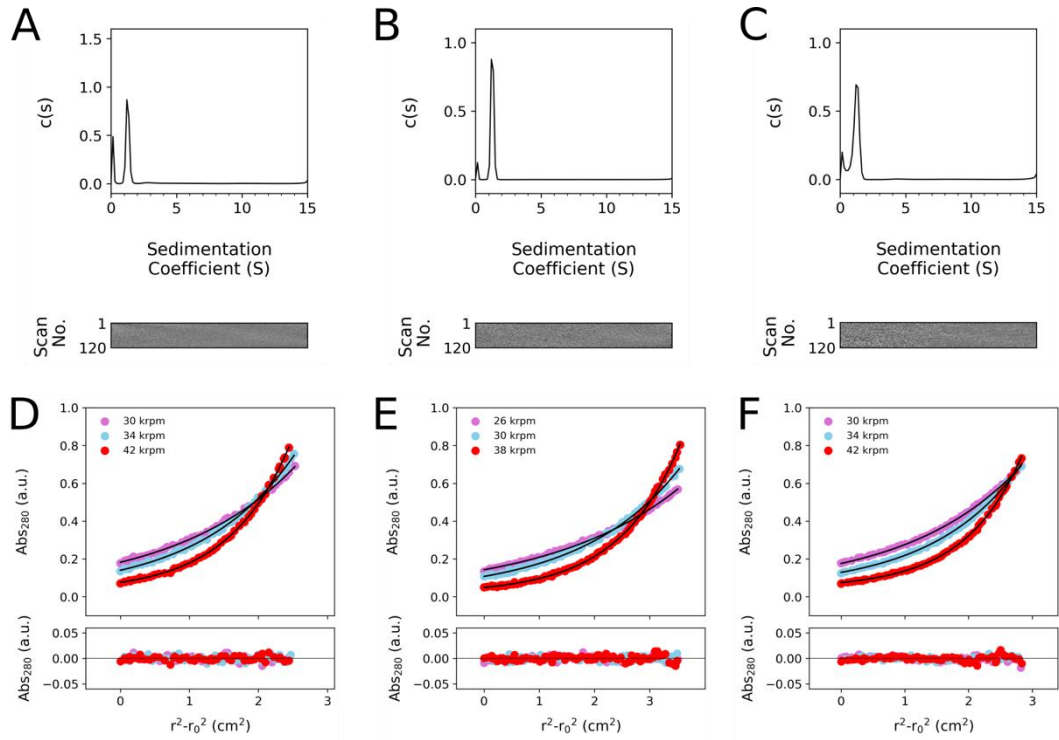 A
1.5
1.0
0.5
0.0
c(s)
0 5 10 15
Sedimentation
Coefficient (S)
Scan
No.
1
120
B
1.0
0.5
0.0
c(s)
0 5 10 15
Sedimentation
Coefficient (S)
Scan
No.
1
120
C
1.0
0.5
0.0
c(s)
0 5 10 15
Sedimentation
Coefficient (S)
Scan
No.
1
120
D
1.0
0.8
0.6
0.4
0.2
0.0
Abs₂₈₀ (a.u.)
30 krpm
34 krpm
42 krpm
0.05
0.00
−0.05
Abs₂₈₀ (a.u.)
0 1 2 3
r²-r₀² (cm²)
E
1.0
0.8
0.6
0.4
0.2
0.0
Abs₂₈₀ (a.u.)
26 krpm
30 krpm
38 krpm
0.05
0.00
−0.05
Abs₂₈₀ (a.u.)
0 1 2 3
r²-r₀² (cm²)
F
1.0
0.8
0.6
0.4
0.2
0.0
Abs₂₈₀ (a.u.)
30 krpm
34 krpm
42 krpm
0.05
0.00
−0.05
Abs₂₈₀ (a.u.)
0 1 2 3
r²-r₀² (cm²)